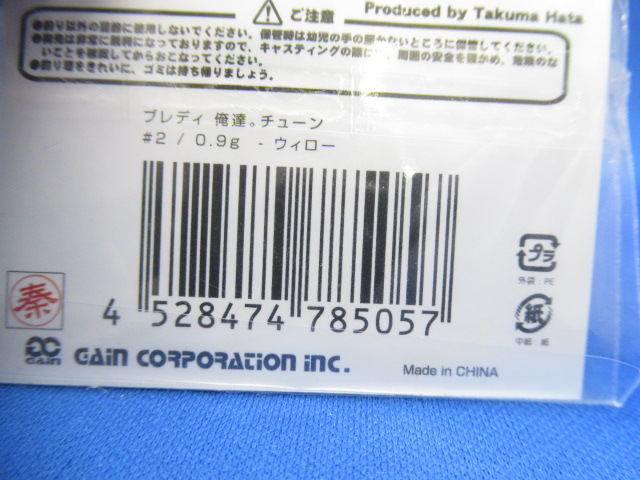 Produced by Takuma Hata
ご注意
●釣り以外の目的に使用しないでください。保管時は幼児の手の届かないところに保管してください。
●鈎先は非常に鋭利になっておりますので、キャスティングの際には、周囲の安全を確かめ、危険のな
いことを確認してからおこなってください。
●釣り場をきれいに、ゴミは持ち帰りましょう。
ブレディ 俺達。チューン
#2 / 0.9g - ウィロー
4 528474 785057
プラ
外袋:PE
紙
中紙:紙
秦
GAIN
GAIN CORPORATION INC.
Made in CHINA